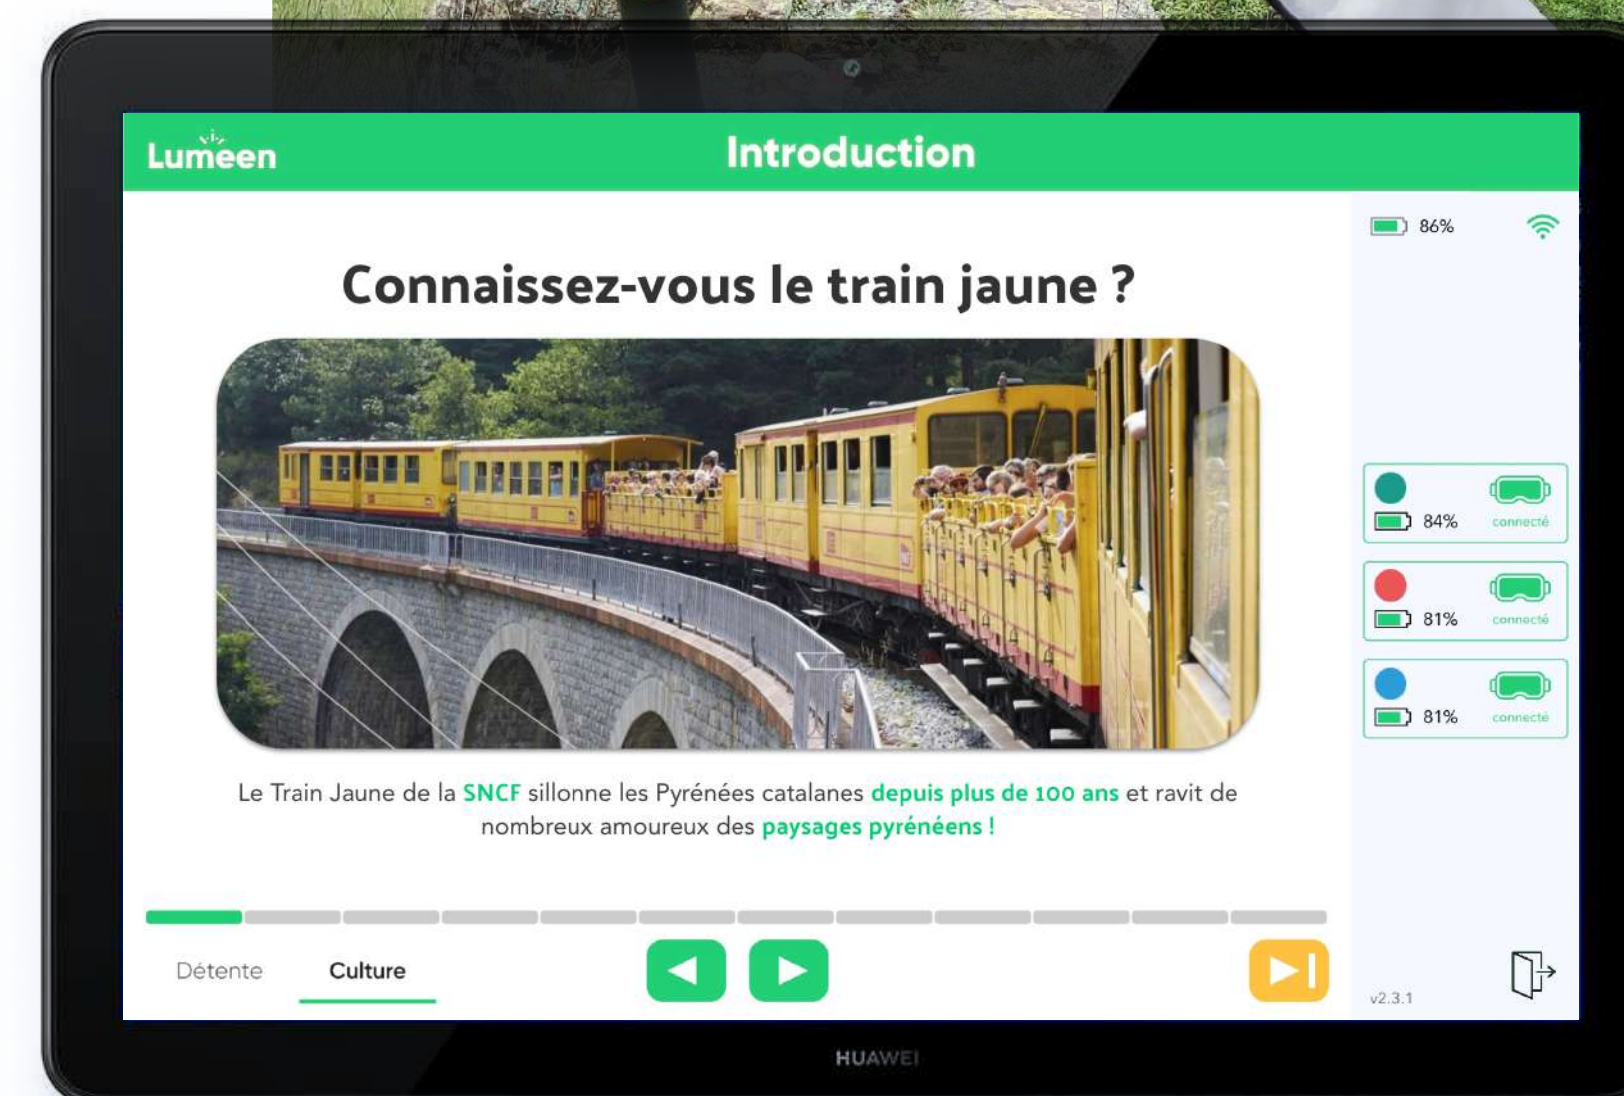 Lumeen
Introduction
86%
Connaissez-vous le train jaune ?
84%
connecté
81%
connecté
81%
connecté
Le Train Jaune de la SNCF sillonne les Pyrénées catalanes depuis plus de 100 ans et ravit de
nombreux amoureux des paysages pyrénéens !
Détente
Culture
v2.3.1
HUAWEI